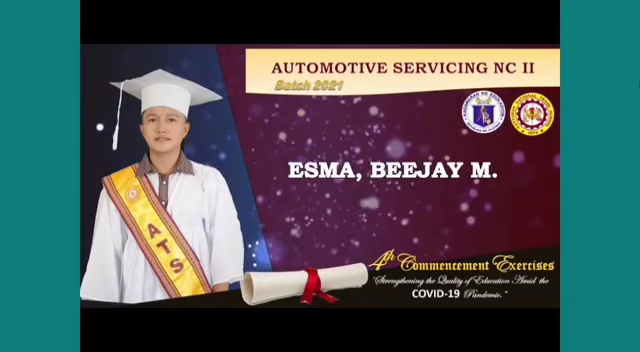 AUTOMOTIVE SERVICING NC II
Batch 2021
ESMA, BEEJAY M.
ATS
4th Commencement Exercises
"Strengthening the Quality of Education Amid the
COVID-19 Pandemic."